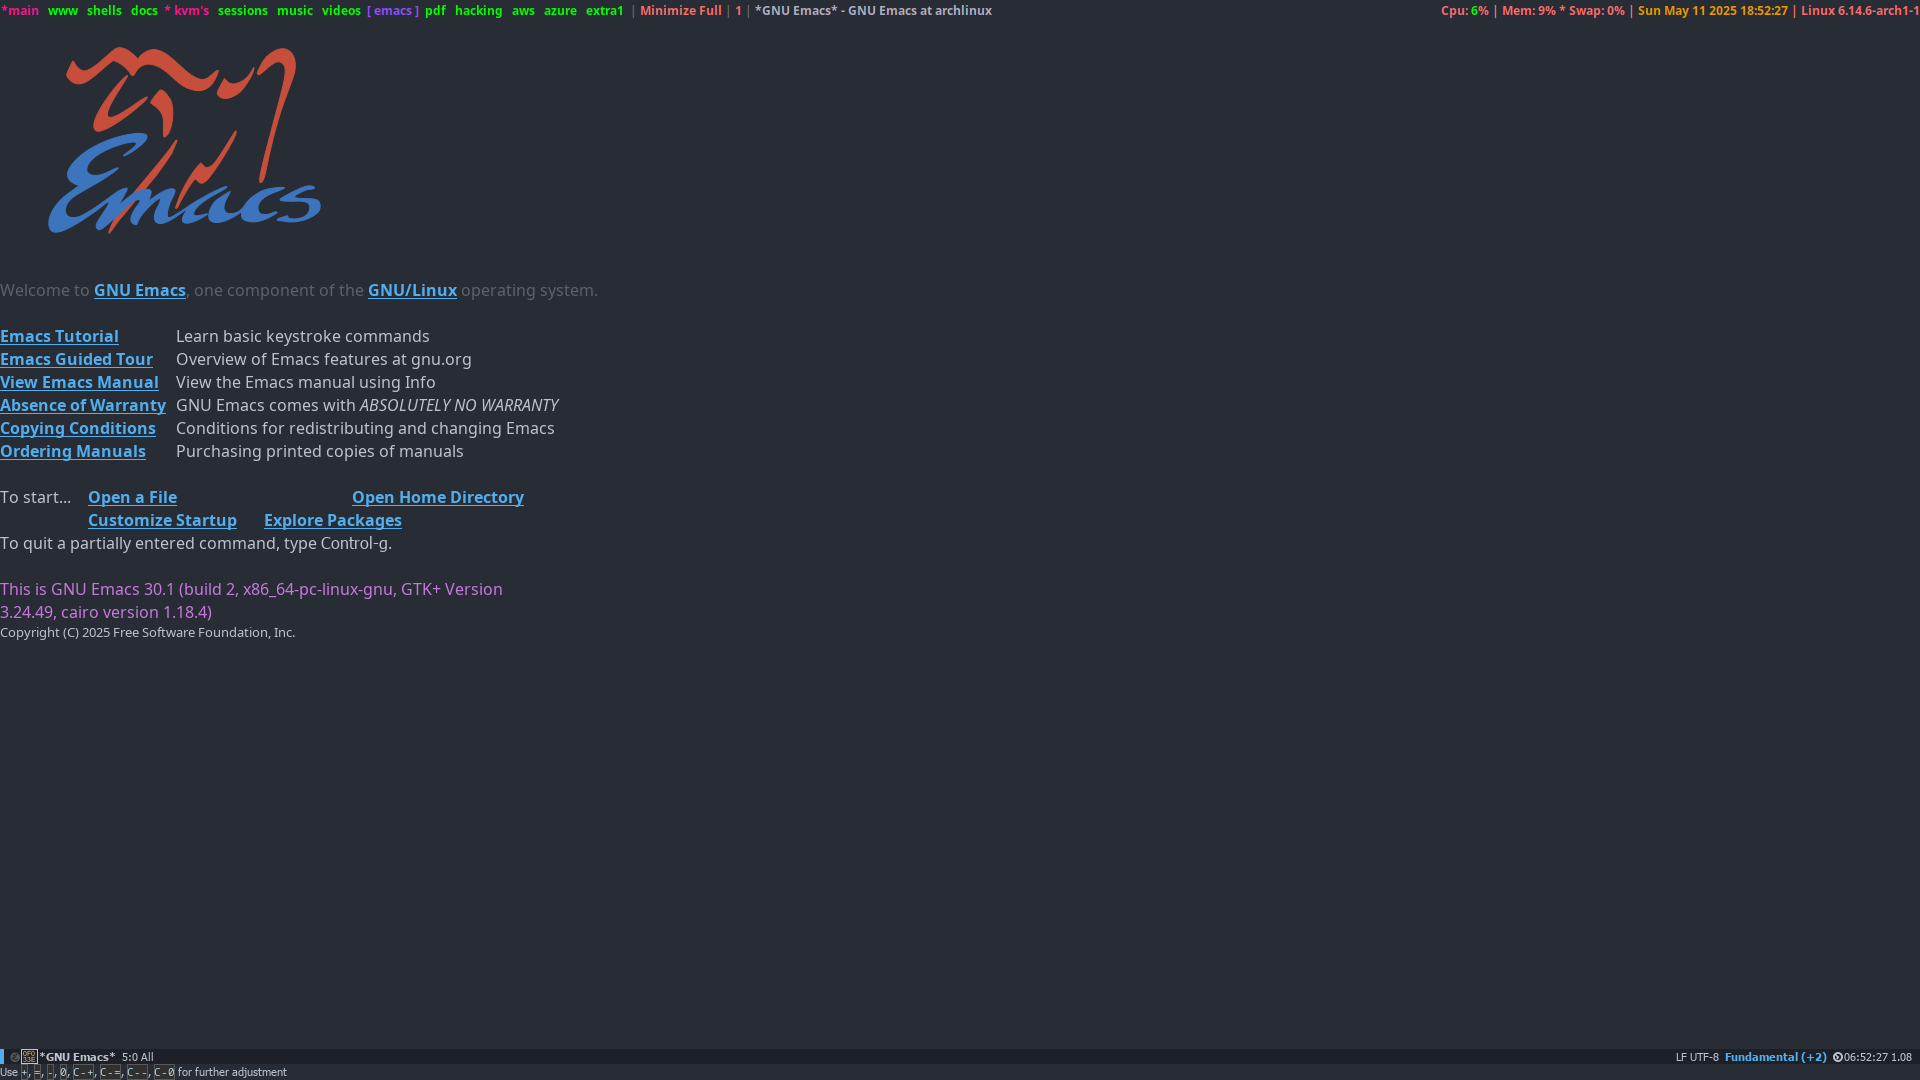 *main www shells docs * kvm's sessions music videos [ emacs ] pdf hacking aws azure extra1 | Minimize Full | 1 | *GNU Emacs* - GNU Emacs at archlinux Cpu: 6% | Mem: 9% * Swap: 0% | Sun May 11 2025 18:52:27 | Linux 6.14.6-arch1-1
Emacs
Welcome to GNU Emacs, one component of the GNU/Linux operating system.
Emacs Tutorial Learn basic keystroke commands
Emacs Guided Tour Overview of Emacs features at gnu.org
View Emacs Manual View the Emacs manual using Info
Absence of Warranty GNU Emacs comes with ABSOLUTELY NO WARRANTY
Copying Conditions Conditions for redistributing and changing Emacs
Ordering Manuals Purchasing printed copies of manuals
To start... Open a File Open Home Directory
Customize Startup Explore Packages
To quit a partially entered command, type Control-g.
This is GNU Emacs 30.1 (build 2, x86_64-pc-linux-gnu, GTK+ Version
3.24.49, cairo version 1.18.4)
Copyright (C) 2025 Free Software Foundation, Inc.
*GNU Emacs* 5:0 All LF UTF-8 Fundamental (+2) 06:52:27 1.08
Use +, =, -, 0, C-+, C-=, C--, C-0 for further adjustment